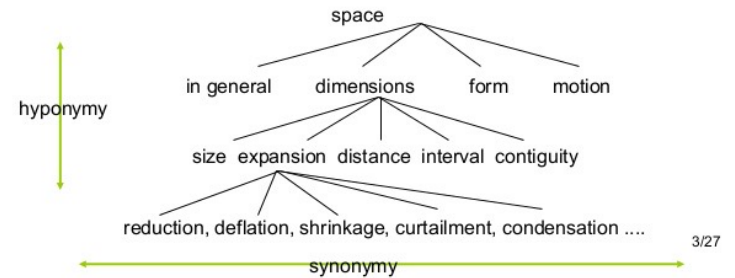 space
in general dimensions form motion
hyponymy
size expansion distance interval contiguity
reduction, deflation, shrinkage, curtailment, condensation ....
3/27
synonymy